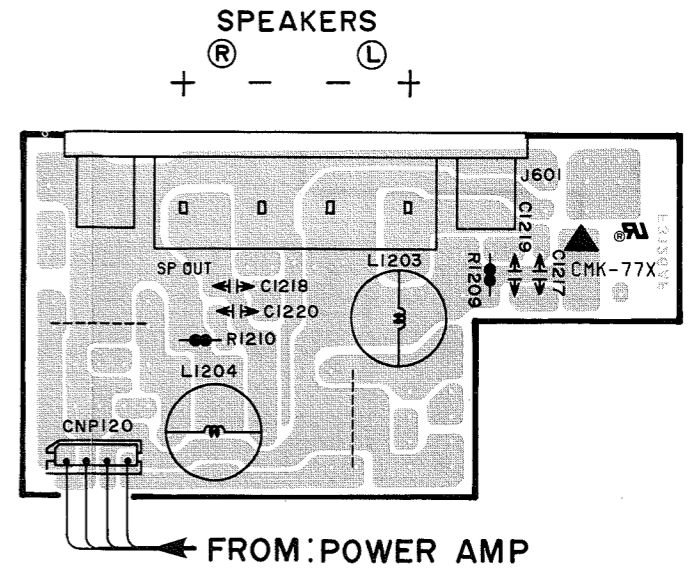 SPEAKERS
R L
+ − − +
J601
C1219
C1217
R1209
CMK-77X
SP OUT
L1203
C1218
C1220
R1210
L1204
CNP120
FROM:POWER AMP